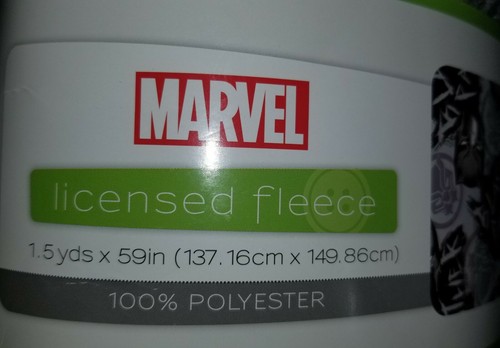 MARVEL
licensed fleece
1.5 yds x 59in (137.16cm x 149.86cm)
100% POLYESTER